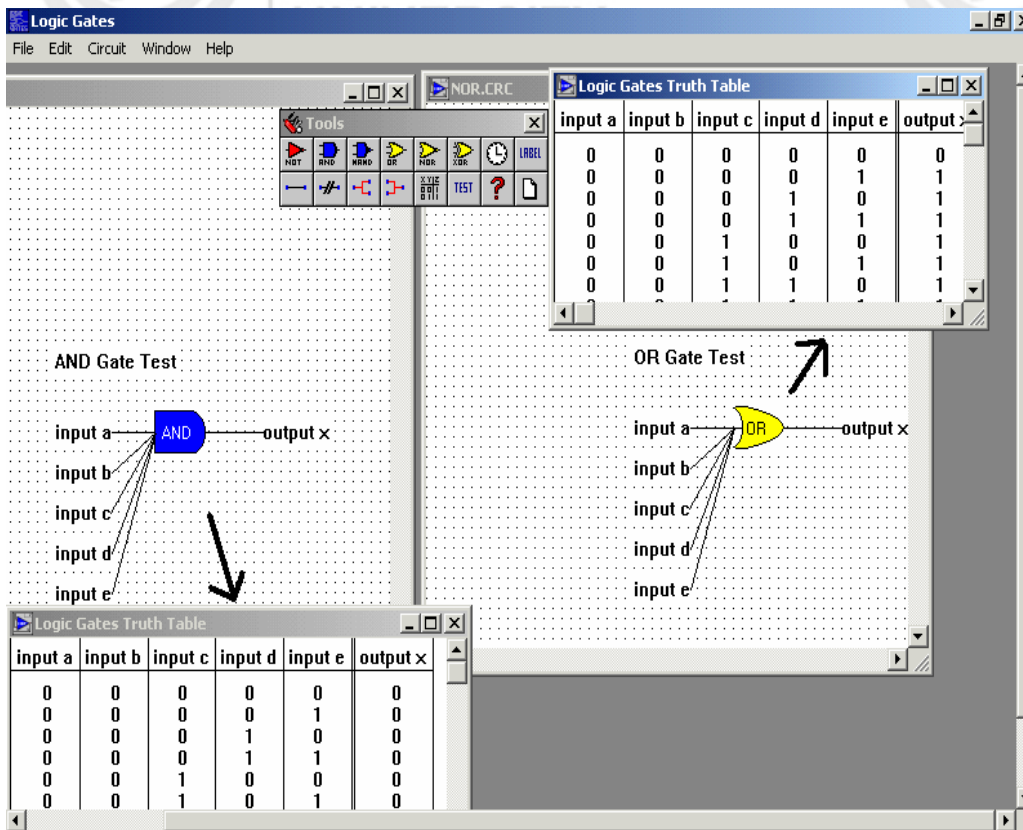 UNIVERSITY
Logic Gates
File Edit Circuit Window Help
NOR.CRC
Logic Gates Truth Table
Tools
NOT AND NAND OR NOR XOR LABEL
TEST ?
input a input b input c input d input e output x
0 0 0 0 0 0
0 0 0 0 1 1
0 0 0 1 0 1
0 0 0 1 1 1
0 0 1 0 0 1
0 0 1 0 1 1
0 0 1 1 0 1
AND Gate Test
input a AND output x
input b
input c
input d
input e
OR Gate Test
input a OR output x
input b
input c
input d
input e
Logic Gates Truth Table
input a input b input c input d input e output x
0 0 0 0 0 0
0 0 0 0 1 0
0 0 0 1 0 0
0 0 0 1 1 0
0 0 1 0 0 0
0 0 1 0 1 0